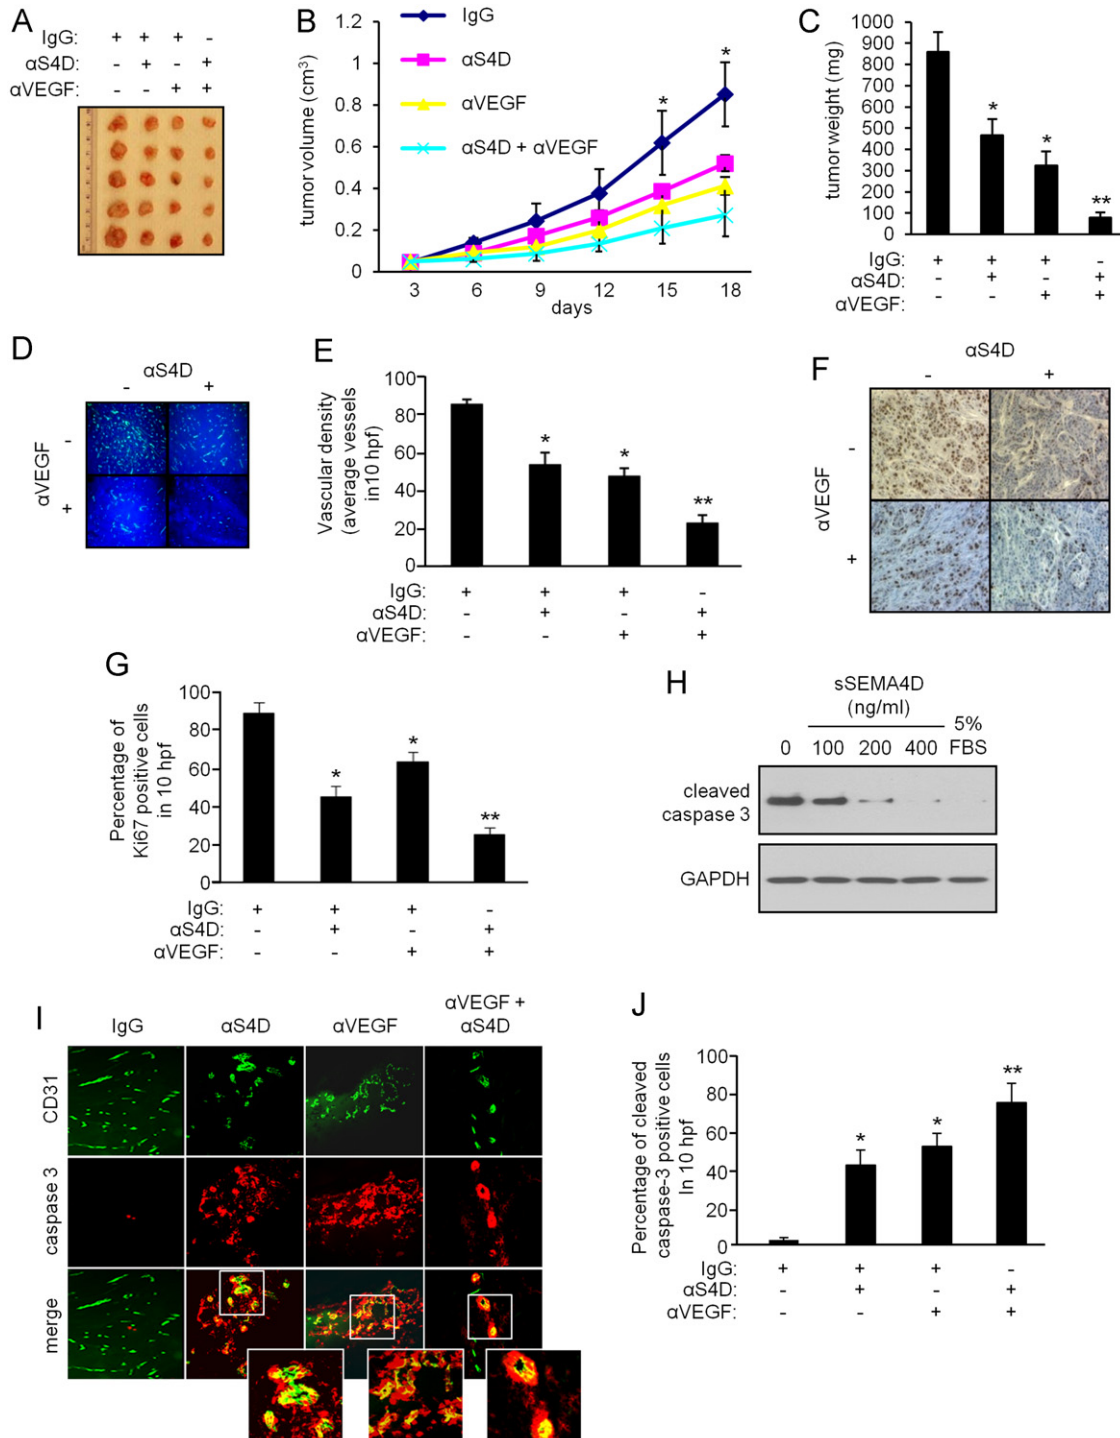 A
IgG: + + + -
αS4D: - + - +
αVEGF: - - + +
B
tumor volume (cm³)
1.2
1
0.8
0.6
0.4
0.2
0
3 6 9 12 15 18
days
IgG
αS4D
αVEGF
αS4D + αVEGF
* *
C
tumor weight (mg)
1000
900
800
700
600
500
400
300
200
100
0
* * **
IgG: + + + -
αS4D: - + - +
αVEGF: - - + +
D
αS4D
- +
αVEGF
-
+
E
Vascular density
(average vessels
in10 hpf)
100
80
60
40
20
0
* * **
IgG: + + + -
αS4D: - + - +
αVEGF: - - + +
F
αS4D
- +
αVEGF
-
+
G
Percentage of
Ki67 positive cells
in 10 hpf
100
80
60
40
20
0
* * **
IgG: + + + -
αS4D: - + - +
αVEGF: - - + +
H
sSEMA4D
(ng/ml)
5%
0 100 200 400 FBS
cleaved
caspase 3
GAPDH
I
IgG αS4D αVEGF αVEGF +
αS4D
CD31
caspase 3
merge
J
Percentage of cleaved
caspase-3 positive cells
In 10 hpf
100
80
60
40
20
0
* * **
IgG: + + + -
αS4D: - + - +
αVEGF: - - + +